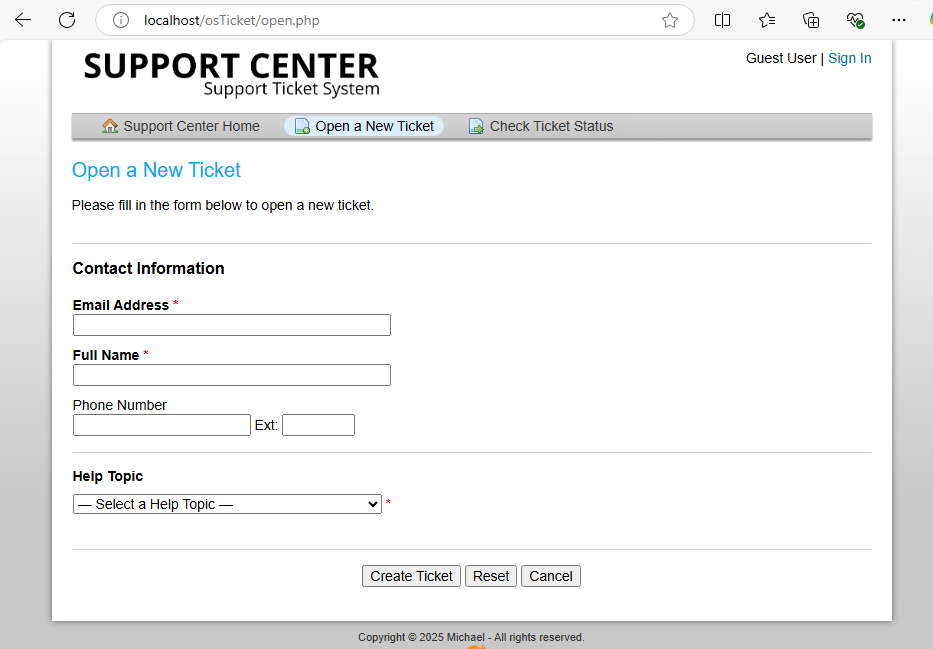 localhost/osTicket/open.php
SUPPORT CENTER
Support Ticket System
Guest User | Sign In
Support Center Home Open a New Ticket Check Ticket Status
Open a New Ticket
Please fill in the form below to open a new ticket.
Contact Information
Email Address *
Full Name *
Phone Number
Ext:
Help Topic
— Select a Help Topic — *
Create Ticket Reset Cancel
Copyright © 2025 Michael - All rights reserved.